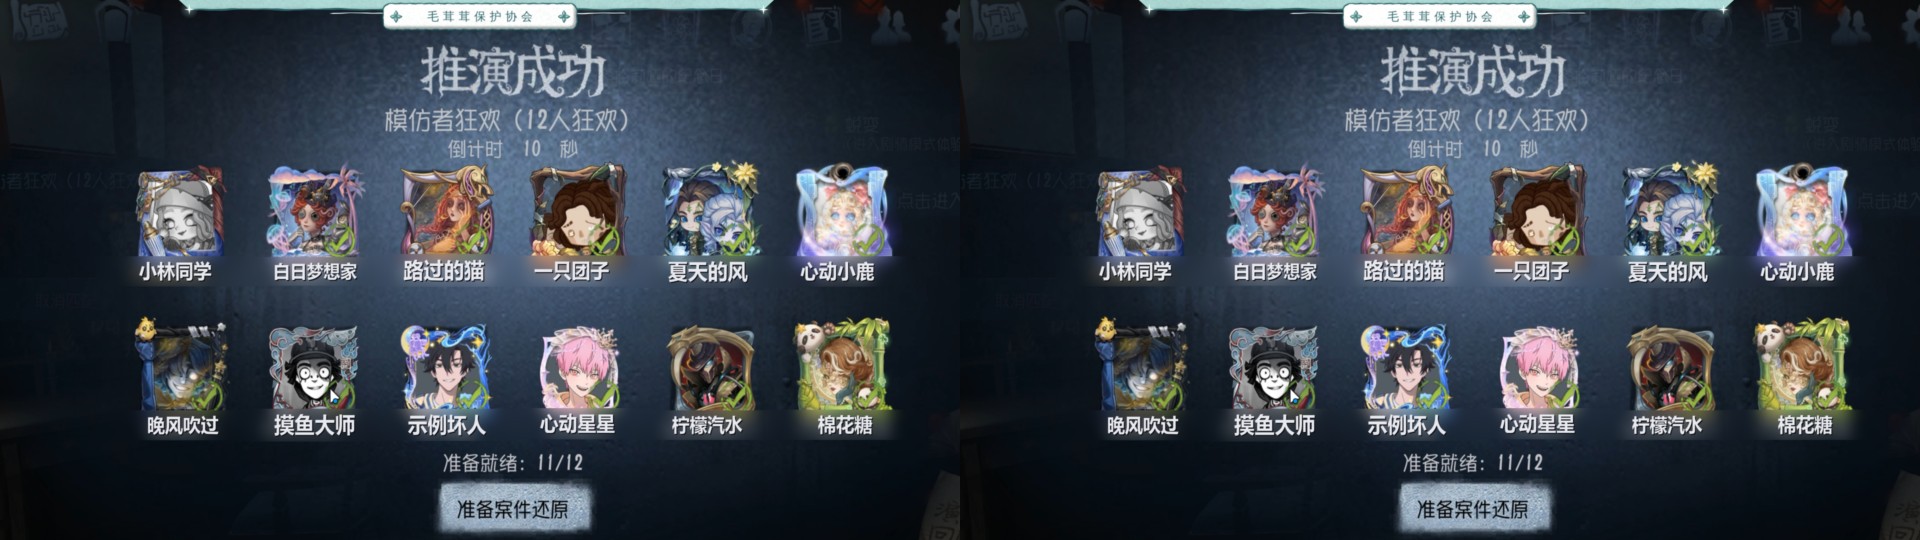 毛茸茸保护协会
推演成功
模仿者狂欢（12人狂欢）
倒计时 10 秒
小林同学 白日梦想家 路过的猫 一只团子 夏天的风 心动小鹿
晚风吹过 摸鱼大师 示例坏人 心动星星 柠檬汽水 棉花糖
准备就绪：11/12
准备案件还原
毛茸茸保护协会
推演成功
模仿者狂欢（12人狂欢）
倒计时 10 秒
小林同学 白日梦想家 路过的猫 一只团子 夏天的风 心动小鹿
晚风吹过 摸鱼大师 示例坏人 心动星星 柠檬汽水 棉花糖
准备就绪：11/12
准备案件还原